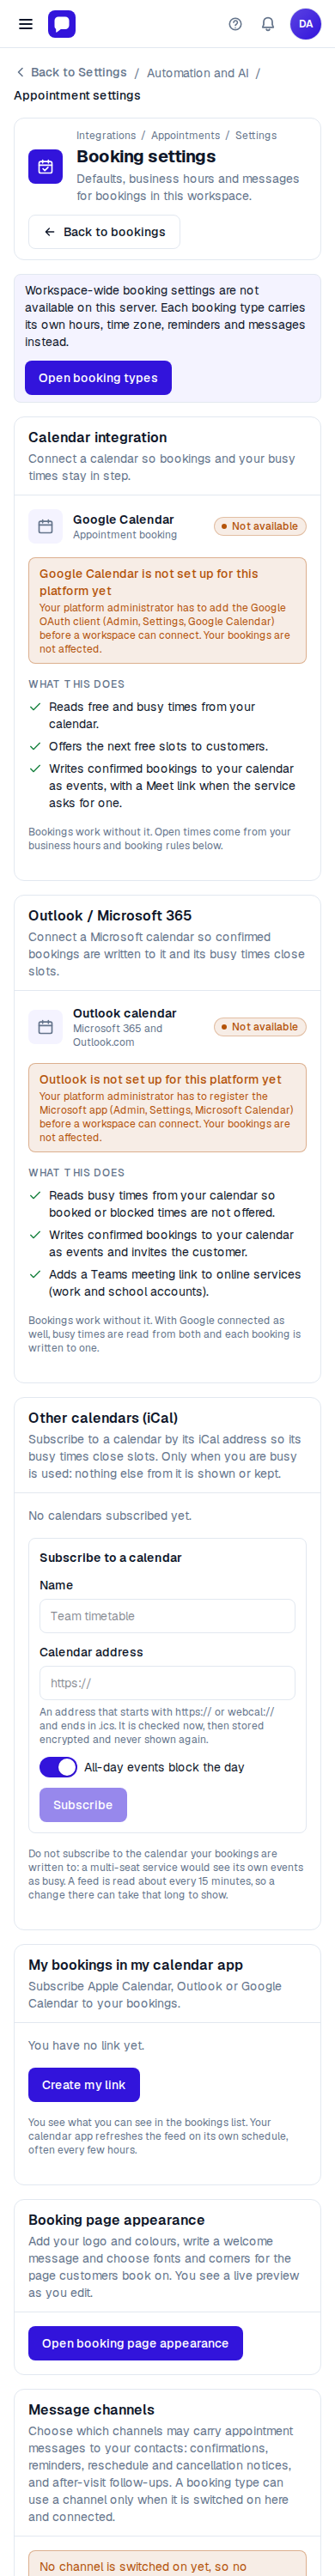 DA
Back to Settings / Automation and AI /
Appointment settings
Integrations / Appointments / Settings
Booking settings
Defaults, business hours and messages
for bookings in this workspace.
Back to bookings
Workspace-wide booking settings are not
available on this server. Each booking type carries
its own hours, time zone, reminders and messages
instead.
Open booking types
Calendar integration
Connect a calendar so bookings and your busy
times stay in step.
Google Calendar
Appointment booking
Not available
Google Calendar is not set up for this
platform yet
Your platform administrator has to add the Google
OAuth client (Admin, Settings, Google Calendar)
before a workspace can connect. Your bookings are
not affected.
WHAT THIS DOES
Reads free and busy times from your
calendar.
Offers the next free slots to customers.
Writes confirmed bookings to your calendar
as events, with a Meet link when the service
asks for one.
Bookings work without it. Open times come from your
business hours and booking rules below.
Outlook / Microsoft 365
Connect a Microsoft calendar so confirmed
bookings are written to it and its busy times close
slots.
Outlook calendar
Microsoft 365 and
Outlook.com
Not available
Outlook is not set up for this platform yet
Your platform administrator has to register the
Microsoft app (Admin, Settings, Microsoft Calendar)
before a workspace can connect. Your bookings are
not affected.
WHAT THIS DOES
Reads busy times from your calendar so
booked or blocked times are not offered.
Writes confirmed bookings to your calendar
as events and invites the customer.
Adds a Teams meeting link to online services
(work and school accounts).
Bookings work without it. With Google connected as
well, busy times are read from both and each booking is
written to one.
Other calendars (iCal)
Subscribe to a calendar by its iCal address so its
busy times close slots. Only when you are busy
is used: nothing else from it is shown or kept.
No calendars subscribed yet.
Subscribe to a calendar
Name
Team timetable
Calendar address
https://
An address that starts with https:// or webcal://
and ends in .ics. It is checked now, then stored
encrypted and never shown again.
All-day events block the day
Subscribe
Do not subscribe to the calendar your bookings are
written to: a multi-seat service would see its own events
as busy. A feed is read about every 15 minutes, so a
change there can take that long to show.
My bookings in my calendar app
Subscribe Apple Calendar, Outlook or Google
Calendar to your bookings.
You have no link yet.
Create my link
You see what you can see in the bookings list. Your
calendar app refreshes the feed on its own schedule,
often every few hours.
Booking page appearance
Add your logo and colours, write a welcome
message and choose fonts and corners for the
page customers book on. You see a live preview
as you edit.
Open booking page appearance
Message channels
Choose which channels may carry appointment
messages to your contacts: confirmations,
reminders, reschedule and cancellation notices,
and after-visit follow-ups. A booking type can
use a channel only when it is switched on here
and connected.
No channel is switched on yet, so no